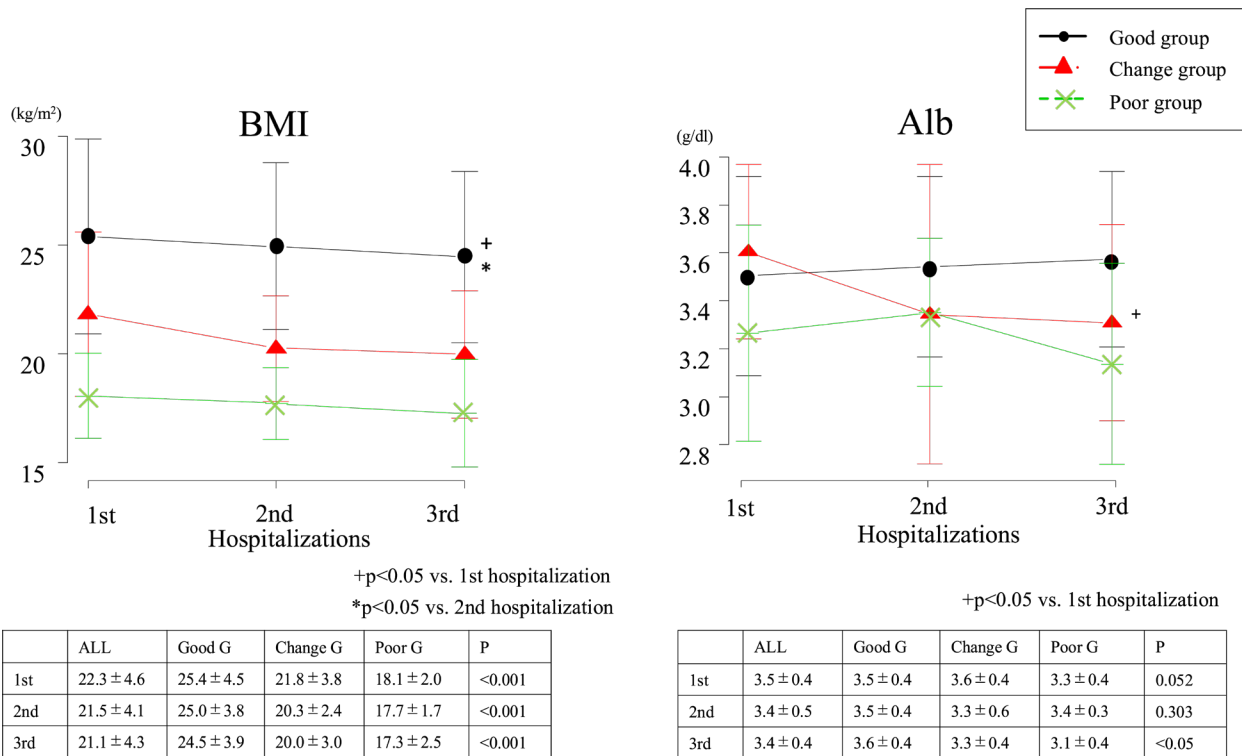 Good group
Change group
Poor group
(kg/m²)
BMI
30
25
20
15
+
*
1st
2nd
3rd
Hospitalizations
+p<0.05 vs. 1st hospitalization
*p<0.05 vs. 2nd hospitalization
ALL Good G Change G Poor G P
1st 22.3±4.6 25.4±4.5 21.8±3.8 18.1±2.0 <0.001
2nd 21.5±4.1 25.0±3.8 20.3±2.4 17.7±1.7 <0.001
3rd 21.1±4.3 24.5±3.9 20.0±3.0 17.3±2.5 <0.001
Alb
(g/dl)
4.0
3.8
3.6
3.4
3.2
3.0
2.8
+
1st
2nd
3rd
Hospitalizations
+p<0.05 vs. 1st hospitalization
ALL Good G Change G Poor G P
1st 3.5±0.4 3.5±0.4 3.6±0.4 3.3±0.4 0.052
2nd 3.4±0.5 3.5±0.4 3.3±0.6 3.4±0.3 0.303
3rd 3.4±0.4 3.6±0.4 3.3±0.4 3.1±0.4 <0.05